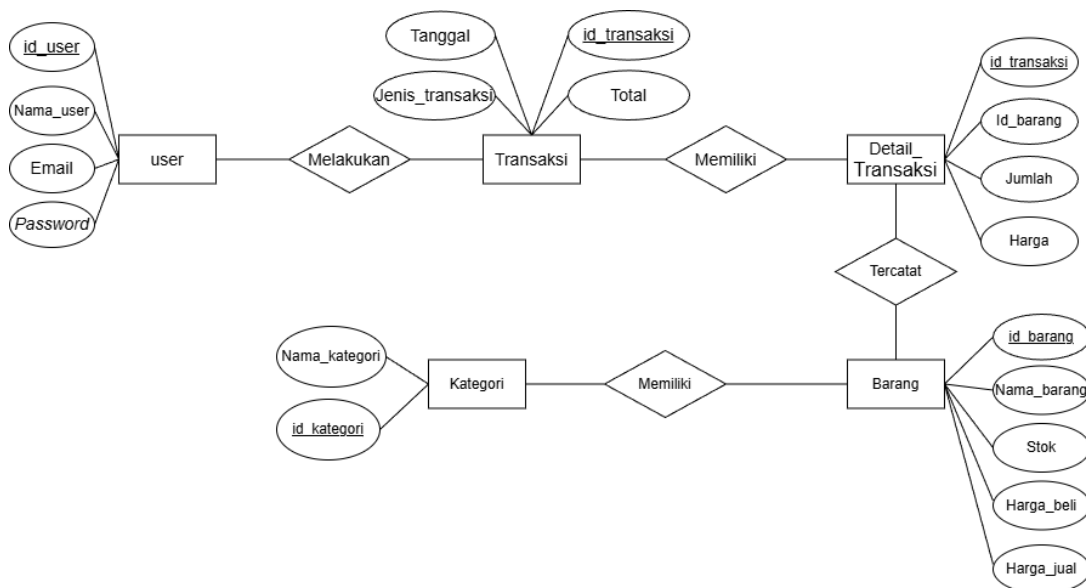 id_user
Nama_user
Email
Password
user
Melakukan
Tanggal
id_transaksi
Jenis_transaksi
Total
Transaksi
Memiliki
Detail_
Transaksi
id_transaksi
Id_barang
Jumlah
Harga
Tercatat
Nama_kategori
id_kategori
Kategori
Memiliki
Barang
id_barang
Nama_barang
Stok
Harga_beli
Harga_jual